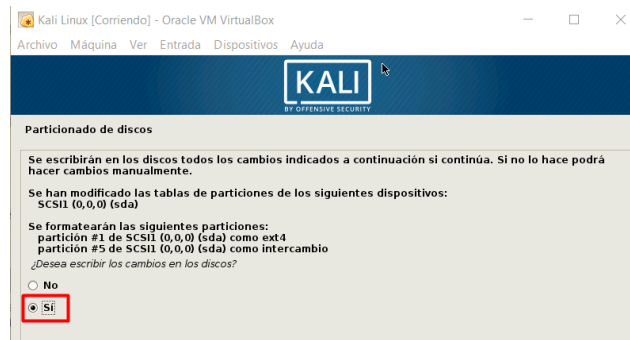 Kali Linux [Corriendo] - Oracle VM VirtualBox
Archivo Máquina Ver Entrada Dispositivos Ayuda
KALI
BY OFFENSIVE SECURITY
Particionado de discos
Se escribirán en los discos todos los cambios indicados a continuación si continúa. Si no lo hace podrá
hacer cambios manualmente.
Se han modificado las tablas de particiones de los siguientes dispositivos:
SCSI1 (0,0,0) (sda)
Se formatearán las siguientes particiones:
partición #1 de SCSI1 (0,0,0) (sda) como ext4
partición #5 de SCSI1 (0,0,0) (sda) como intercambio
¿Desea escribir los cambios en los discos?
No
Sí